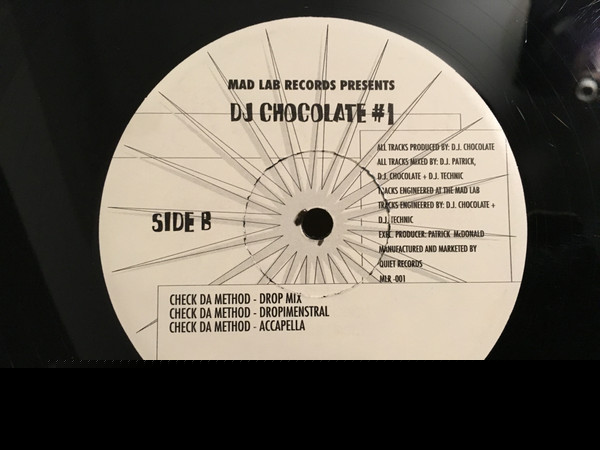 MAD LAB RECORDS PRESENTS
DJ CHOCOLATE #1
ALL TRACKS PRODUCED BY: D.J. CHOCOLATE
ALL TRACKS MIXED BY: D.J. PATRICK,
D.J. CHOCOLATE + D.J. TECHNIC
TRACKS ENGINEERED AT THE MAD LAB
TRACKS ENGINEERED BY: D.J. CHOCOLATE +
D.J. TECHNIC
EXEC. PRODUCER: PATRICK McDONALD
MANUFACTURED AND MARKETED BY
QUIET RECORDS
MLR -001
SIDE B
CHECK DA METHOD - DROP MIX
CHECK DA METHOD - DROPIMENSTRAL
CHECK DA METHOD - ACCAPELLA